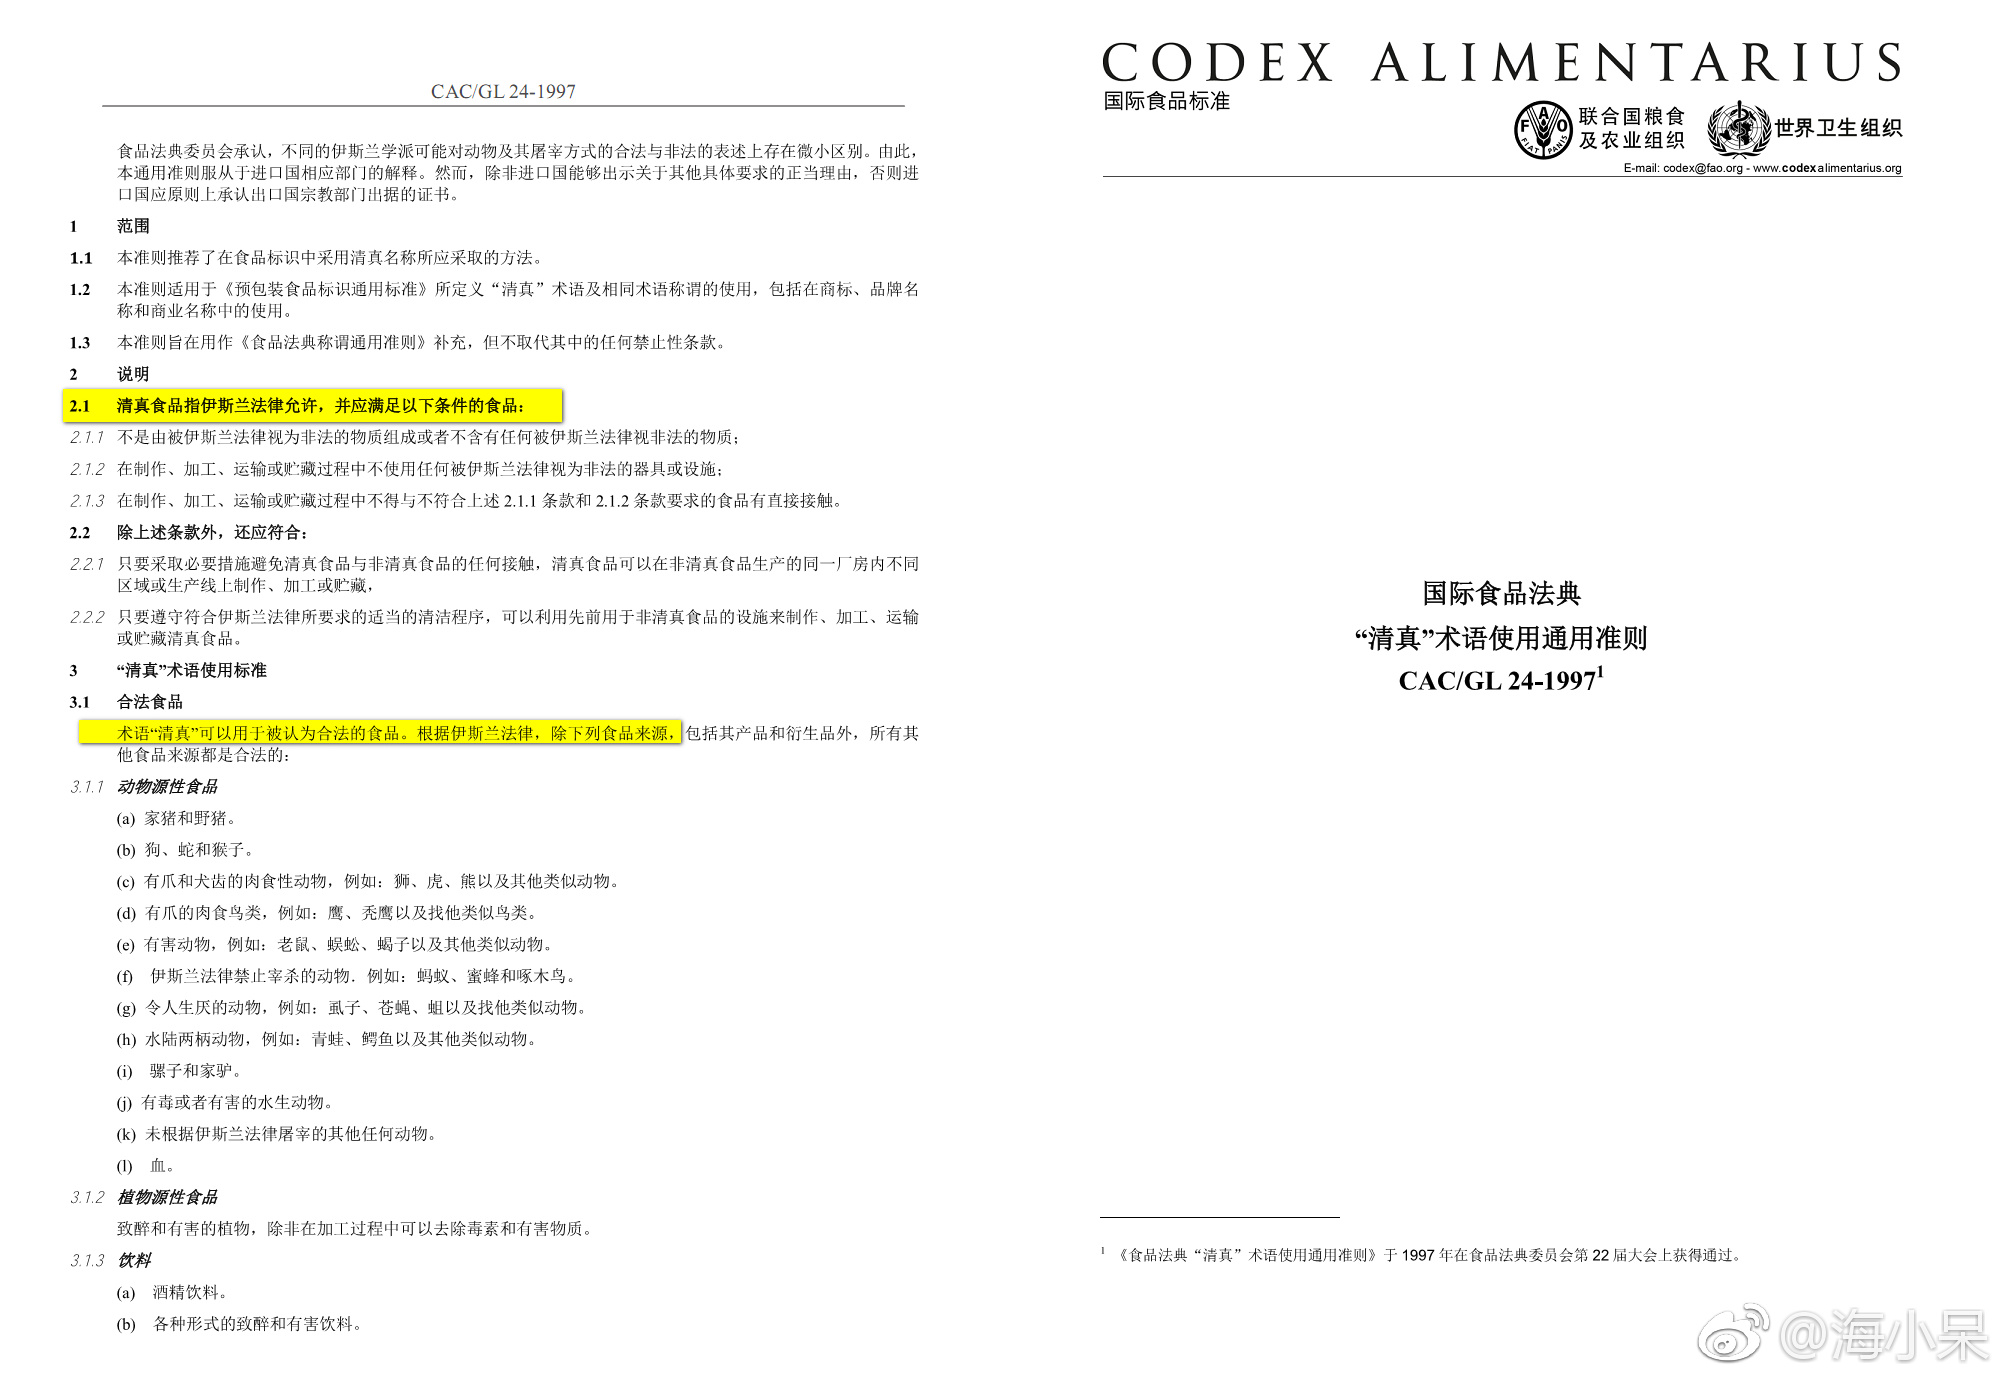 CAC/GL 24-1997
食品法典委员会承认，不同的伊斯兰学派可能对动物及其屠宰方式的合法与非法的表述上存在微小区别。由此，
本通用准则服从于进口国相应部门的解释。然而，除非进口国能够出示关于其他具体要求的正当理由，否则进
口国应原则上承认出口国宗教部门出据的证书。
1 范围
1.1 本准则推荐了在食品标识中采用清真名称所应采取的方法。
1.2 本准则适用于《预包装食品标识通用标准》所定义“清真”术语及相同术语称谓的使用，包括在商标、品牌名
称和商业名称中的使用。
1.3 本准则旨在用作《食品法典称谓通用准则》补充，但不取代其中的任何禁止性条款。
2 说明
2.1 清真食品指伊斯兰法律允许，并应满足以下条件的食品：
2.1.1 不是由被伊斯兰法律视为非法的物质组成或者不含有任何被伊斯兰法律视非法的物质；
2.1.2 在制作、加工、运输或贮藏过程中不使用任何被伊斯兰法律视为非法的器具或设施；
2.1.3 在制作、加工、运输或贮藏过程中不得与不符合上述 2.1.1 条款和 2.1.2 条款要求的食品有直接接触。
2.2 除上述条款外，还应符合：
2.2.1 只要采取必要措施避免清真食品与非清真食品的任何接触，清真食品可以在非清真食品生产的同一厂房内不同
区域或生产线上制作、加工或贮藏，
2.2.2 只要遵守符合伊斯兰法律所要求的适当的清洁程序，可以利用先前用于非清真食品的设施来制作、加工、运输
或贮藏清真食品。
3 “清真”术语使用标准
3.1 合法食品
术语“清真”可以用于被认为合法的食品。根据伊斯兰法律，除下列食品来源，包括其产品和衍生品外，所有其
他食品来源都是合法的：
3.1.1 动物源性食品
(a) 家猪和野猪。
(b) 狗、蛇和猴子。
(c) 有爪和犬齿的肉食性动物，例如：狮、虎、熊以及其他类似动物。
(d) 有爪的肉食鸟类，例如：鹰、秃鹰以及找他类似鸟类。
(e) 有害动物，例如：老鼠、蜈蚣、蝎子以及其他类似动物。
(f) 伊斯兰法律禁止宰杀的动物．例如：蚂蚁、蜜蜂和啄木鸟。
(g) 令人生厌的动物，例如：虱子、苍蝇、蛆以及找他类似动物。
(h) 水陆两柄动物，例如：青蛙、鳄鱼以及其他类似动物。
(i) 骡子和家驴。
(j) 有毒或者有害的水生动物。
(k) 未根据伊斯兰法律屠宰的其他任何动物。
(l) 血。
3.1.2 植物源性食品
致醉和有害的植物，除非在加工过程中可以去除毒素和有害物质。
3.1.3 饮料
(a) 酒精饮料。
(b) 各种形式的致醉和有害饮料。
CODEX ALIMENTARIUS
国际食品标准
FAO
FIAT PANIS
联合国粮食
及农业组织
世界卫生组织
E-mail: codex@fao.org - www.codexalimentarius.org
国际食品法典
“清真”术语使用通用准则
CAC/GL 24-1997¹
¹ 《食品法典“清真”术语使用通用准则》于 1997 年在食品法典委员会第 22 届大会上获得通过。
@海小呆